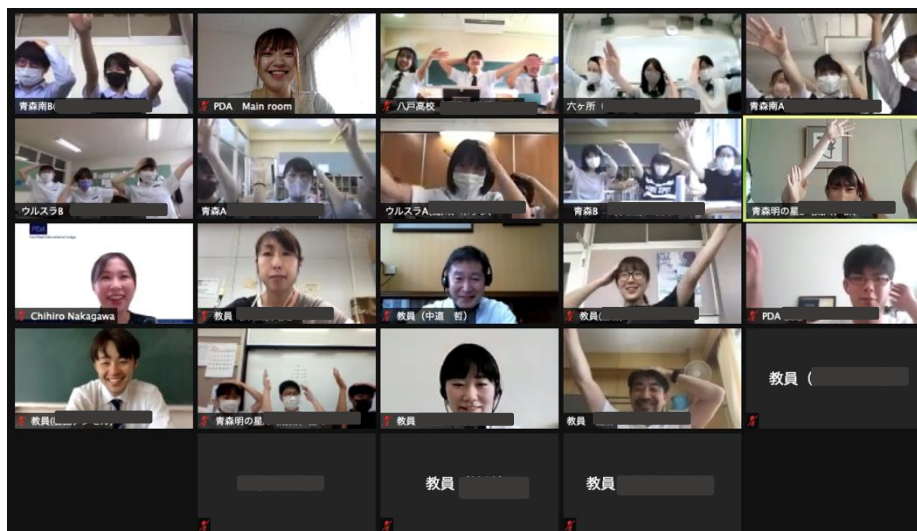 青森南B
PDA Main room
八戸高校
六ヶ所 (
青森南A
ウルスラB
青森A
ウルスラA
青森B
青森明の星
PDA
Chihiro Nakagawa
教員
教員（中道 哲）
教員(
PDA
教員(
青森明の星
教員
教員
教員 (
教員
教員